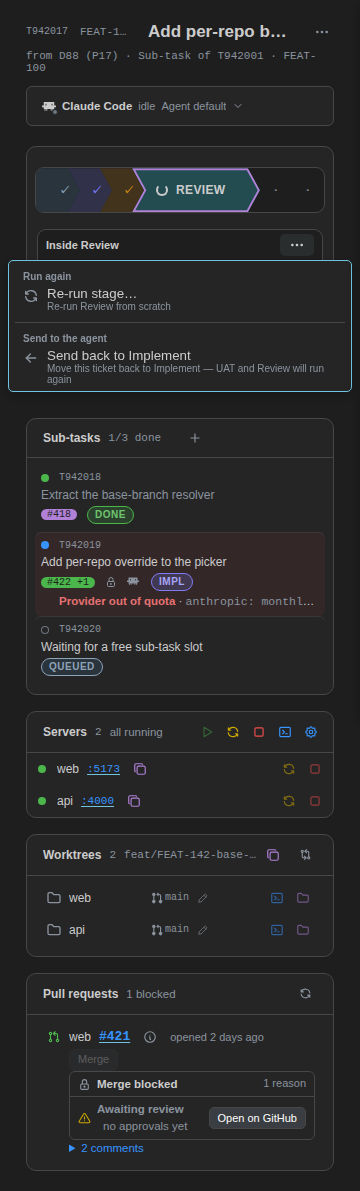 T942017 FEAT-1… Add per-repo b… ···
from D88 (P17) · Sub-task of T942001 · FEAT-
100
Claude Code idle Agent default
REVIEW
Inside Review ···
Run again
Re-run stage…
Re-run Review from scratch
Send to the agent
Send back to Implement
Move this ticket back to Implement — UAT and Review will run
again
Sub-tasks 1/3 done +
T942018
Extract the base-branch resolver
#418 DONE
T942019
Add per-repo override to the picker
#422 +1 IMPL
Provider out of quota · anthropic: monthl…
T942020
Waiting for a free sub-task slot
QUEUED
Servers 2 all running
web :5173
api :4000
Worktrees 2 feat/FEAT-142-base-…
web main
api main
Pull requests 1 blocked
web #421 opened 2 days ago
Merge
Merge blocked 1 reason
Awaiting review
no approvals yet
Open on GitHub
2 comments